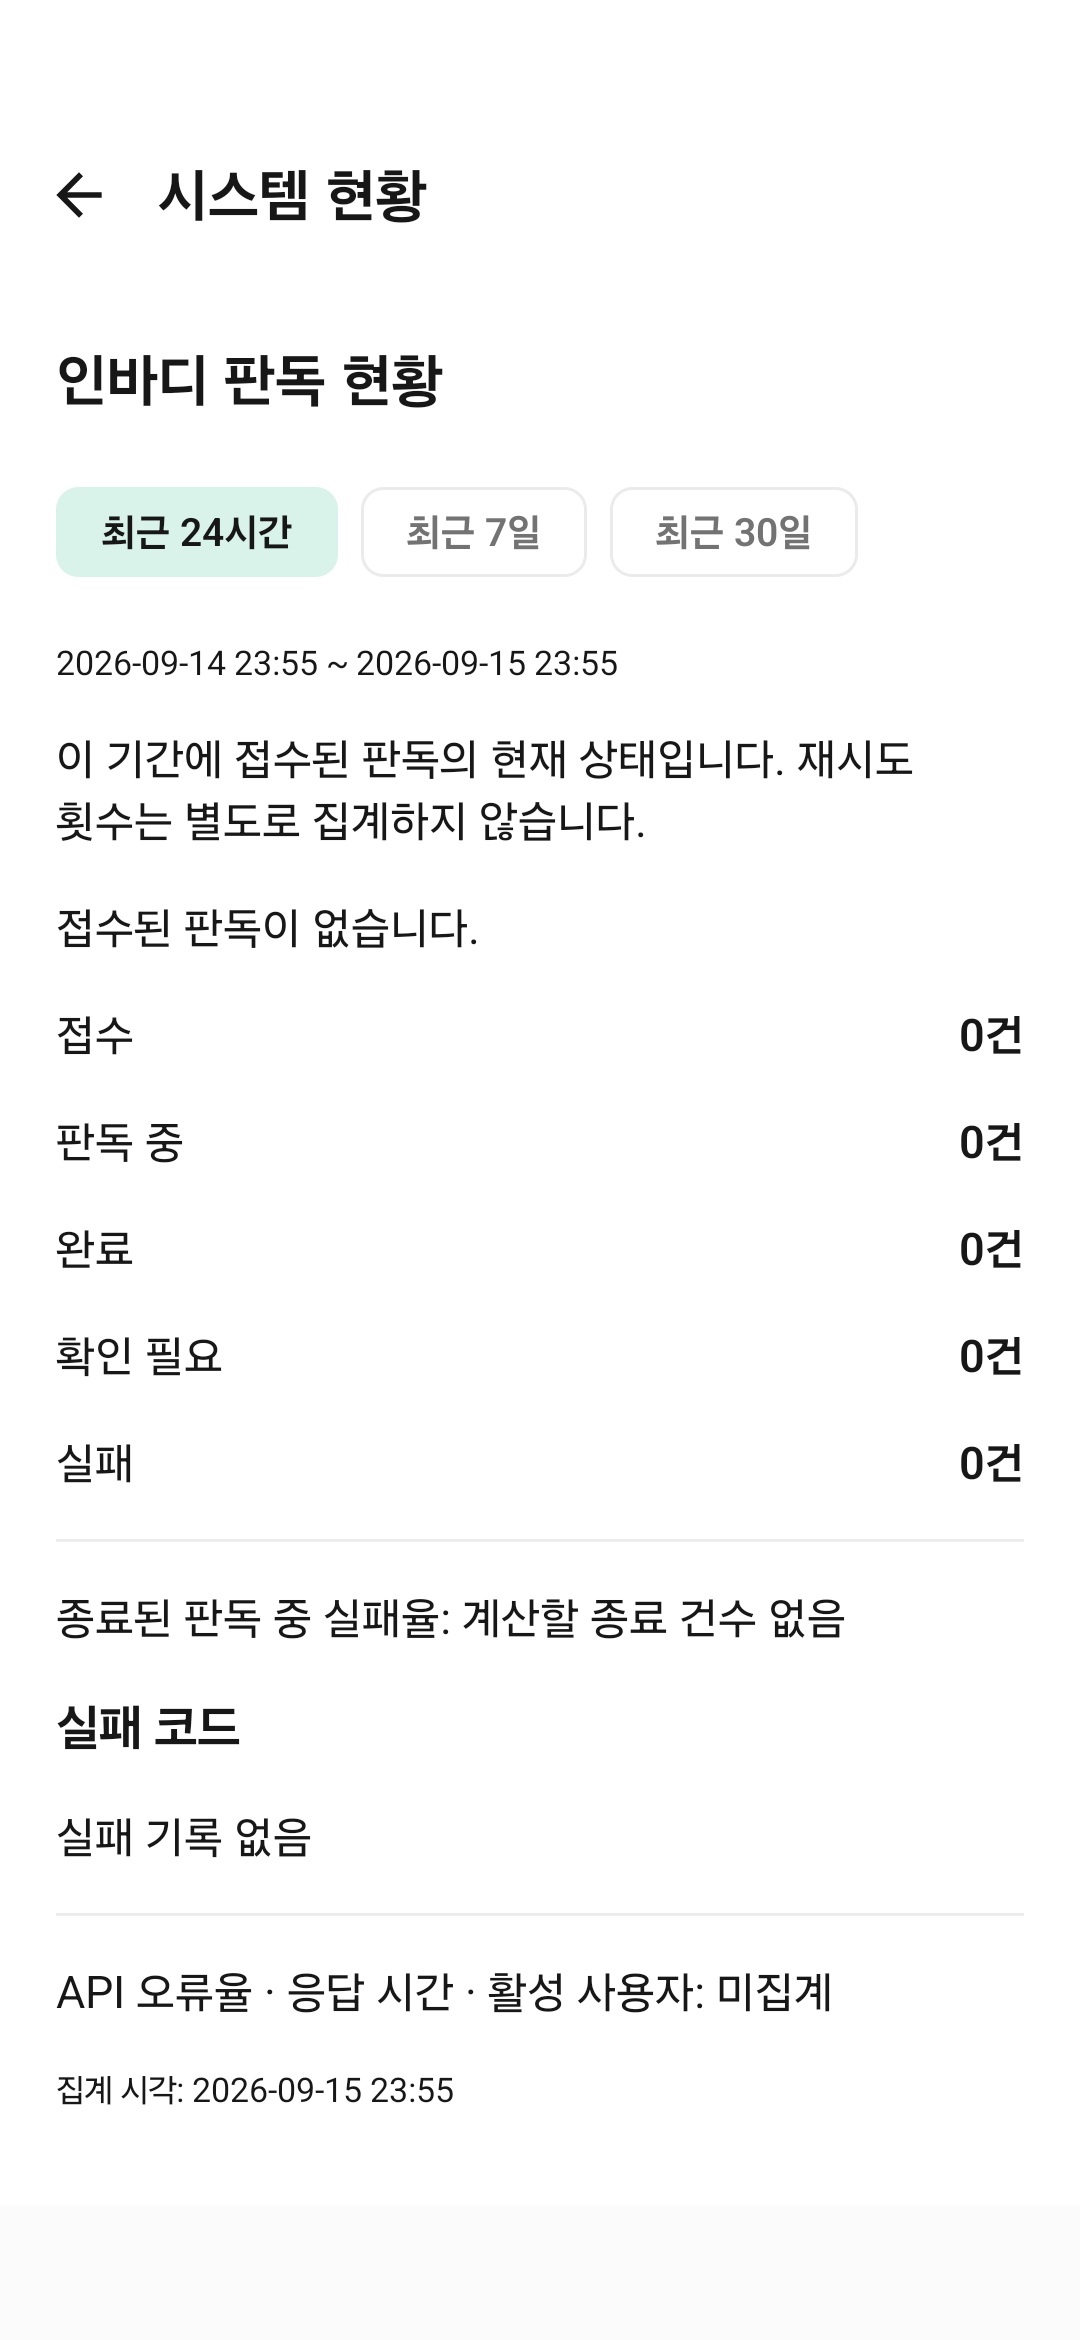 시스템 현황
인바디 판독 현황
최근 24시간 최근 7일 최근 30일
2026-09-14 23:55 ~ 2026-09-15 23:55
이 기간에 접수된 판독의 현재 상태입니다. 재시도
횟수는 별도로 집계하지 않습니다.
접수된 판독이 없습니다.
접수 0건
판독 중 0건
완료 0건
확인 필요 0건
실패 0건
종료된 판독 중 실패율: 계산할 종료 건수 없음
실패 코드
실패 기록 없음
API 오류율 · 응답 시간 · 활성 사용자: 미집계
집계 시각: 2026-09-15 23:55